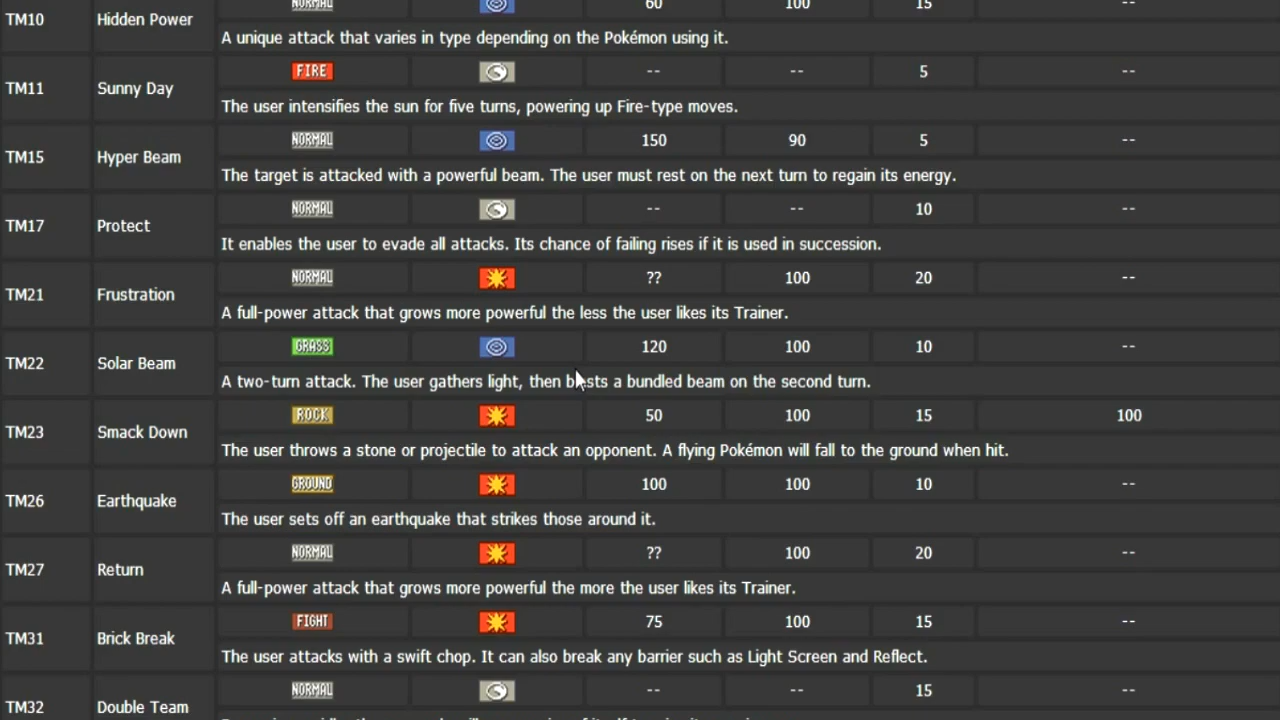 TM10 Hidden Power NORMAL 60 100 15 --
A unique attack that varies in type depending on the Pokémon using it.
TM11 Sunny Day FIRE -- -- 5 --
The user intensifies the sun for five turns, powering up Fire-type moves.
TM15 Hyper Beam NORMAL 150 90 5 --
The target is attacked with a powerful beam. The user must rest on the next turn to regain its energy.
TM17 Protect NORMAL -- -- 10 --
It enables the user to evade all attacks. Its chance of failing rises if it is used in succession.
TM21 Frustration NORMAL ?? 100 20 --
A full-power attack that grows more powerful the less the user likes its Trainer.
TM22 Solar Beam GRASS 120 100 10 --
A two-turn attack. The user gathers light, then blasts a bundled beam on the second turn.
TM23 Smack Down ROCK 50 100 15 100
The user throws a stone or projectile to attack an opponent. A flying Pokémon will fall to the ground when hit.
TM26 Earthquake GROUND 100 100 10 --
The user sets off an earthquake that strikes those around it.
TM27 Return NORMAL ?? 100 20 --
A full-power attack that grows more powerful the more the user likes its Trainer.
TM31 Brick Break FIGHT 75 100 15 --
The user attacks with a swift chop. It can also break any barrier such as Light Screen and Reflect.
TM32 Double Team NORMAL -- -- 15 --